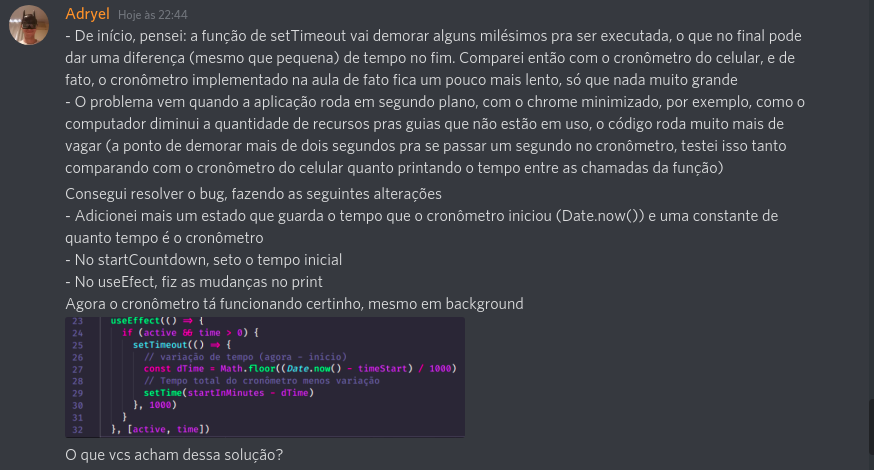 Adryel Hoje às 22:44
- De início, pensei: a função de setTimeout vai demorar alguns milésimos pra ser executada, o que no final pode
dar uma diferença (mesmo que pequena) de tempo no fim. Comparei então com o cronômetro do celular, e de
fato, o cronômetro implementado na aula de fato fica um pouco mais lento, só que nada muito grande
- O problema vem quando a aplicação roda em segundo plano, com o chrome minimizado, por exemplo, como o
computador diminui a quantidade de recursos pras guias que não estão em uso, o código roda muito mais de
vagar (a ponto de demorar mais de dois segundos pra se passar um segundo no cronômetro, testei isso tanto
comparando com o cronômetro do celular quanto printando o tempo entre as chamadas da função)
Consegui resolver o bug, fazendo as seguintes alterações
- Adicionei mais um estado que guarda o tempo que o cronômetro iniciou (Date.now()) e uma constante de
quanto tempo é o cronômetro
- No startCountdown, seto o tempo inicial
- No useEfect, fiz as mudanças no print
Agora o cronômetro tá funcionando certinho, mesmo em background
23 useEffect(() => {
24 if (active && time > 0) {
25 setTimeout(() => {
26 // variação de tempo (agora - inicio)
27 const dTime = Math.floor((Date.now() - timeStart) / 1000)
28 // Tempo total do cronômetro menos variação
29 setTime(startInMinutes - dTime)
30 }, 1000)
31 }
32 }, [active, time])
O que vcs acham dessa solução?